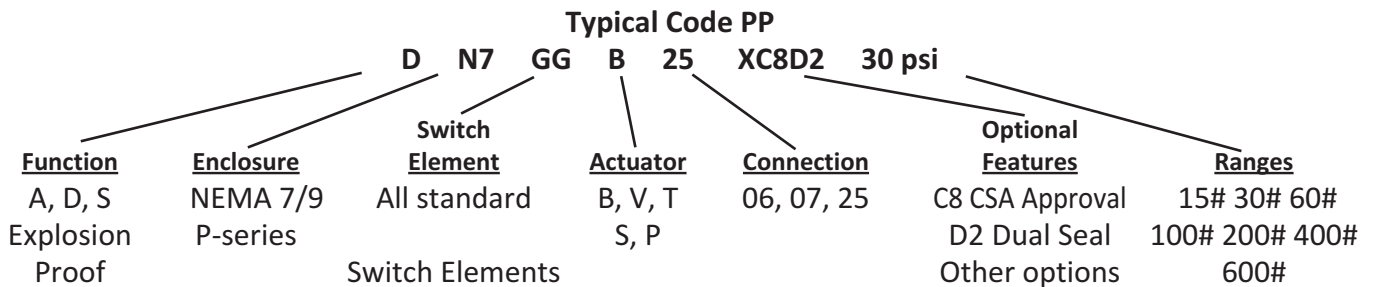 Typical Code PP
D N7 GG B 25 XC8D2 30 psi
Switch Optional
Function Enclosure Element Actuator Connection Features Ranges
A, D, S NEMA 7/9 All standard B, V, T 06, 07, 25 C8 CSA Approval 15# 30# 60#
Explosion P-series S, P D2 Dual Seal 100# 200# 400#
Proof Switch Elements Other options 600#